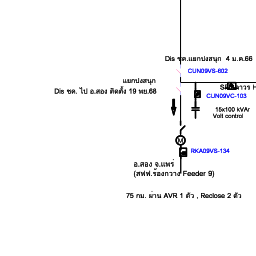 Dis ชด.แยกปงสนุก 4 ม.ค.66
CUN09VS-602
แยกปงสนุก
Dis ชด. ไป อ.สอง ติดตั้ง 19 พย.68
CUN09VC-103
15x100 kVAr
Volt control
M
RKA09VS-134
อ.สอง จ.แพร่
(สฟฟ.ร้องกวาง Feeder 9)
75 กม. ผ่าน AVR 1 ตัว , Reclose 2 ตัว